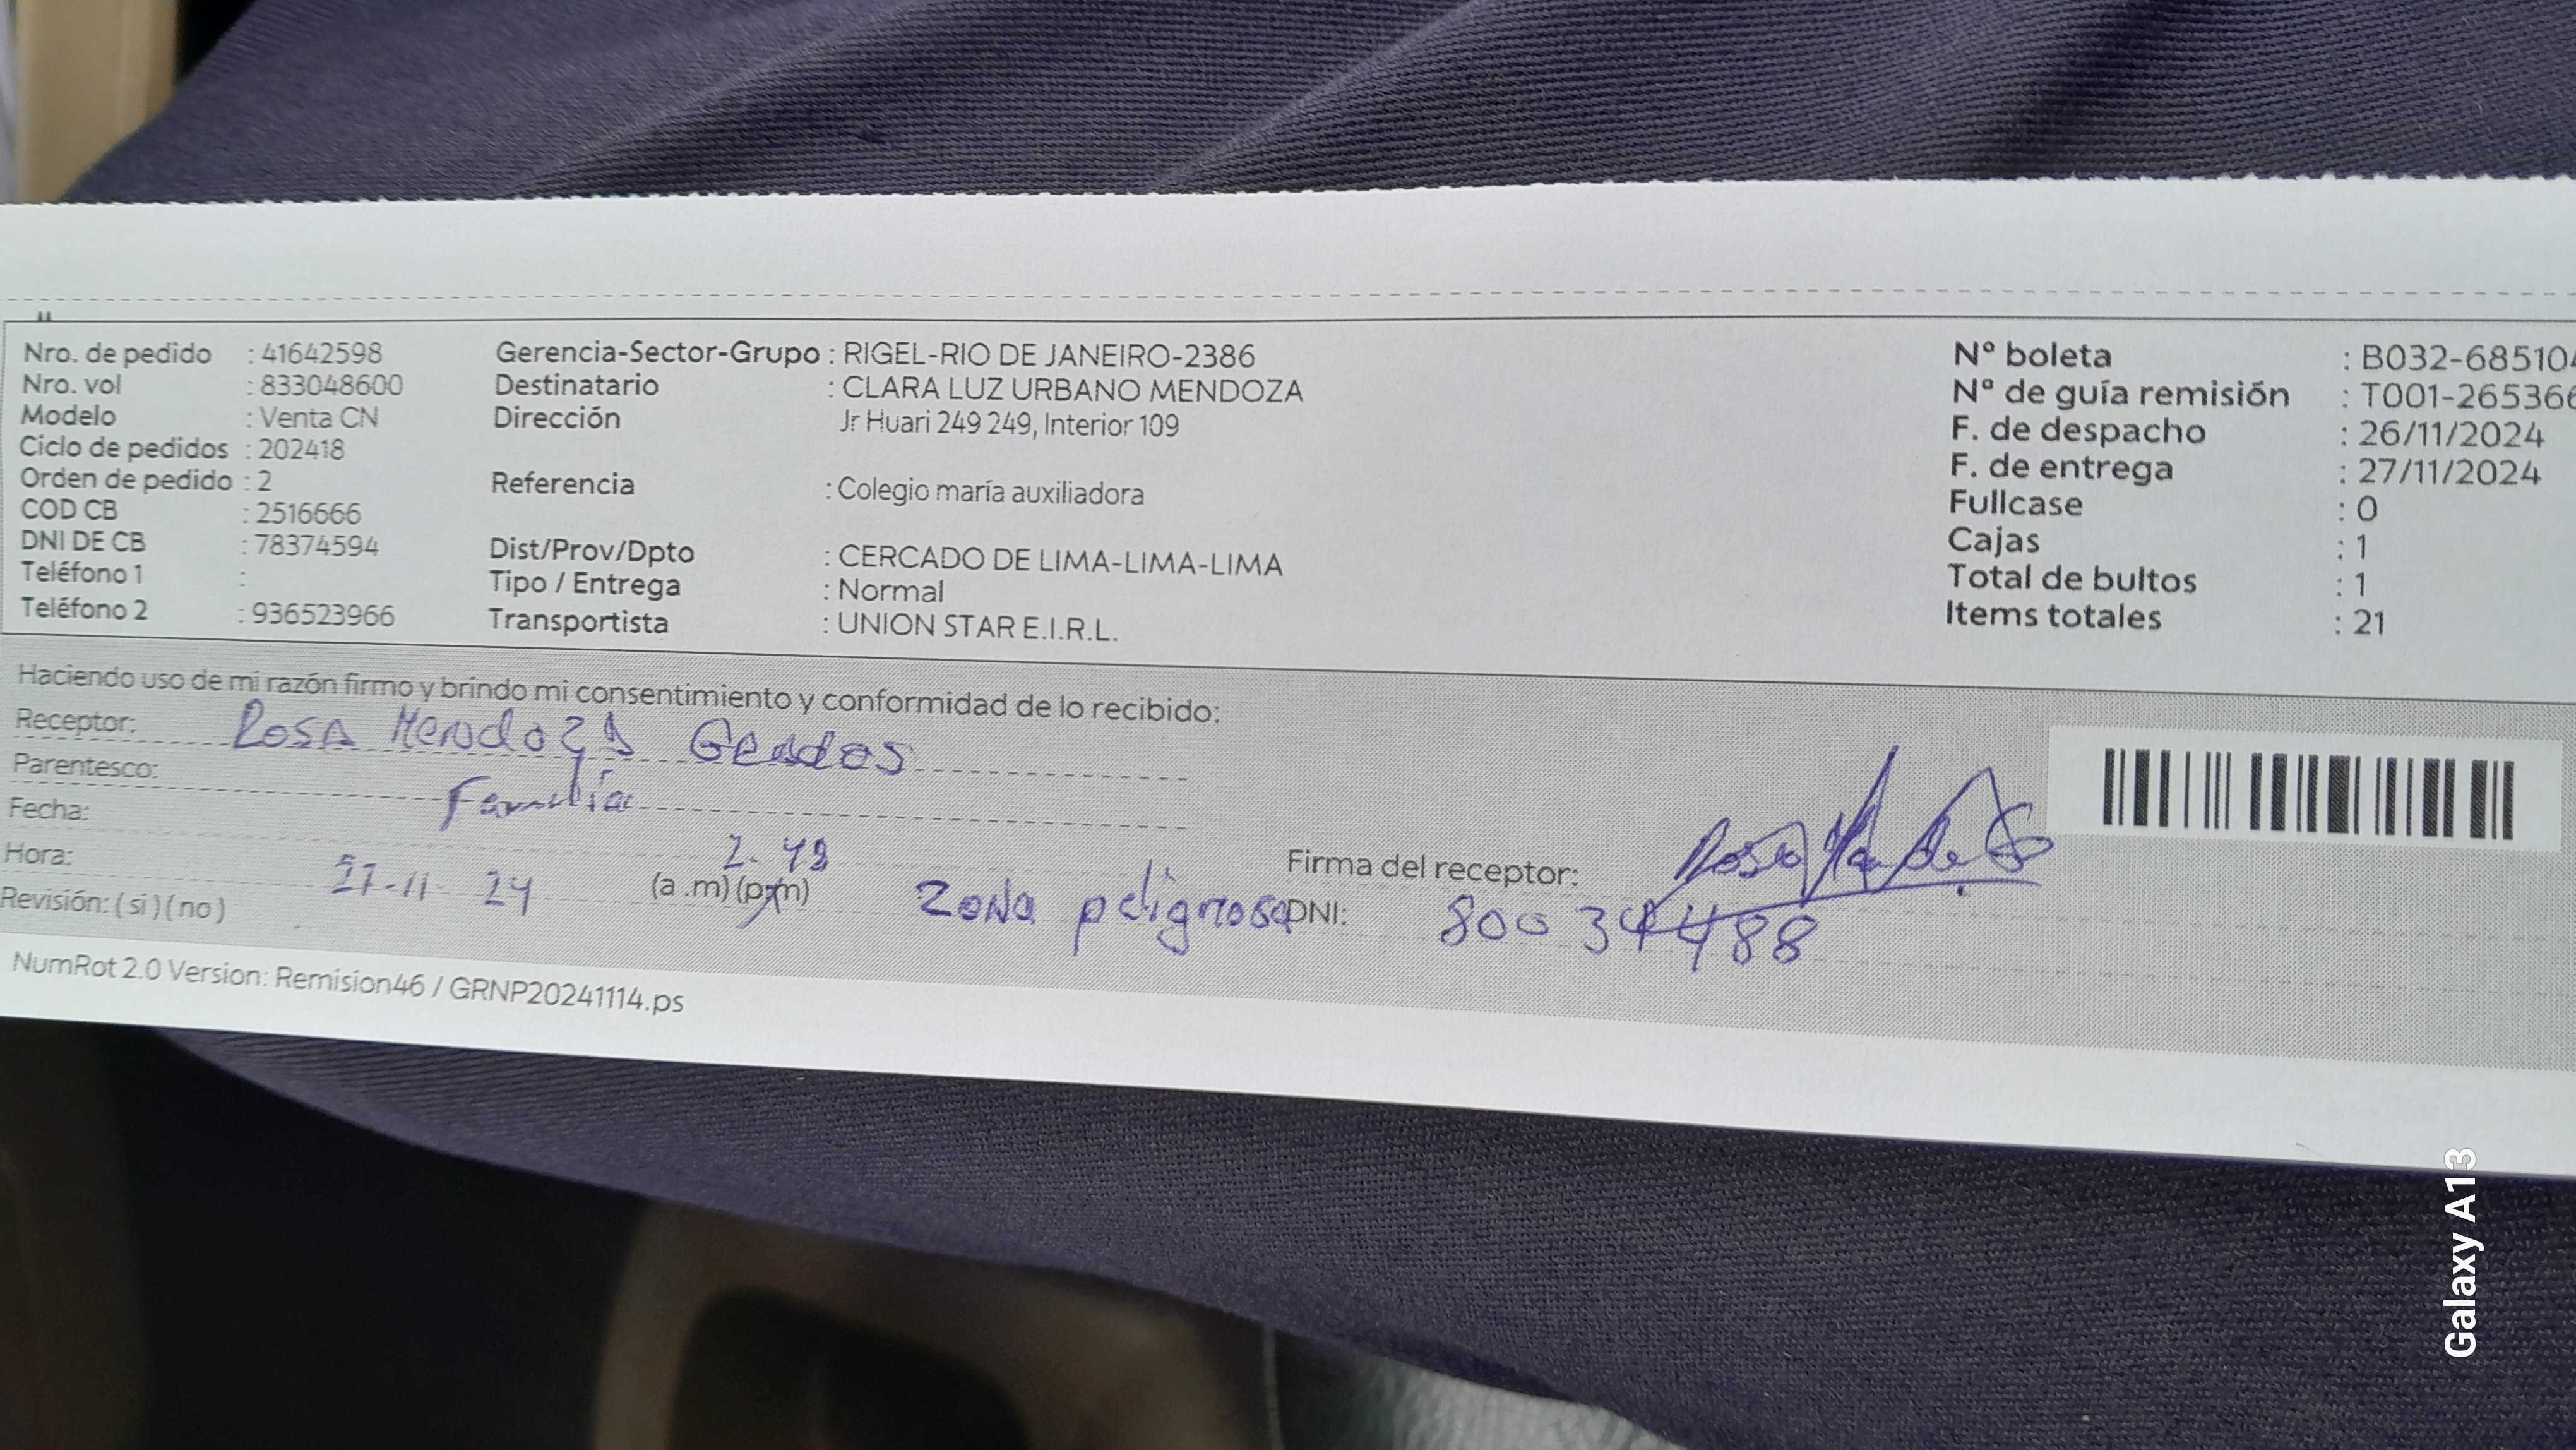 Nro. de pedido : 41642598
Nro. vol : 833048600
Modelo : Venta CN
Ciclo de pedidos : 202418
Orden de pedido : 2
COD CB : 2516666
DNI DE CB : 78374594
Teléfono 1 :
Teléfono 2 : 936523966
Gerencia-Sector-Grupo : RIGEL-RIO DE JANEIRO-2386
Destinatario : CLARA LUZ URBANO MENDOZA
Dirección Jr Huari 249 249, Interior 109
Referencia : Colegio maría auxiliadora
Dist/Prov/Dpto : CERCADO DE LIMA-LIMA-LIMA
Tipo / Entrega : Normal
Transportista : UNION STAR E.I.R.L.
Nº boleta : B032-68510
Nº de guía remisión : T001-265366
F. de despacho : 26/11/2024
F. de entrega : 27/11/2024
Fullcase : 0
Cajas : 1
Total de bultos : 1
Items totales : 21
Haciendo uso de mi razón firmo y brindo mi consentimiento y conformidad de lo recibido:
Receptor: Rosa Mendoza
Parentesco: Familia
Fecha:
Hora: 27-11 24
(a .m) (p.m)
Revisión: ( si ) ( no )
Zona peligrosa
Firma del receptor:
DNI: 80034488
NumRot 2.0 Version: Remision46 / GRNP20241114.ps
Galaxy A13